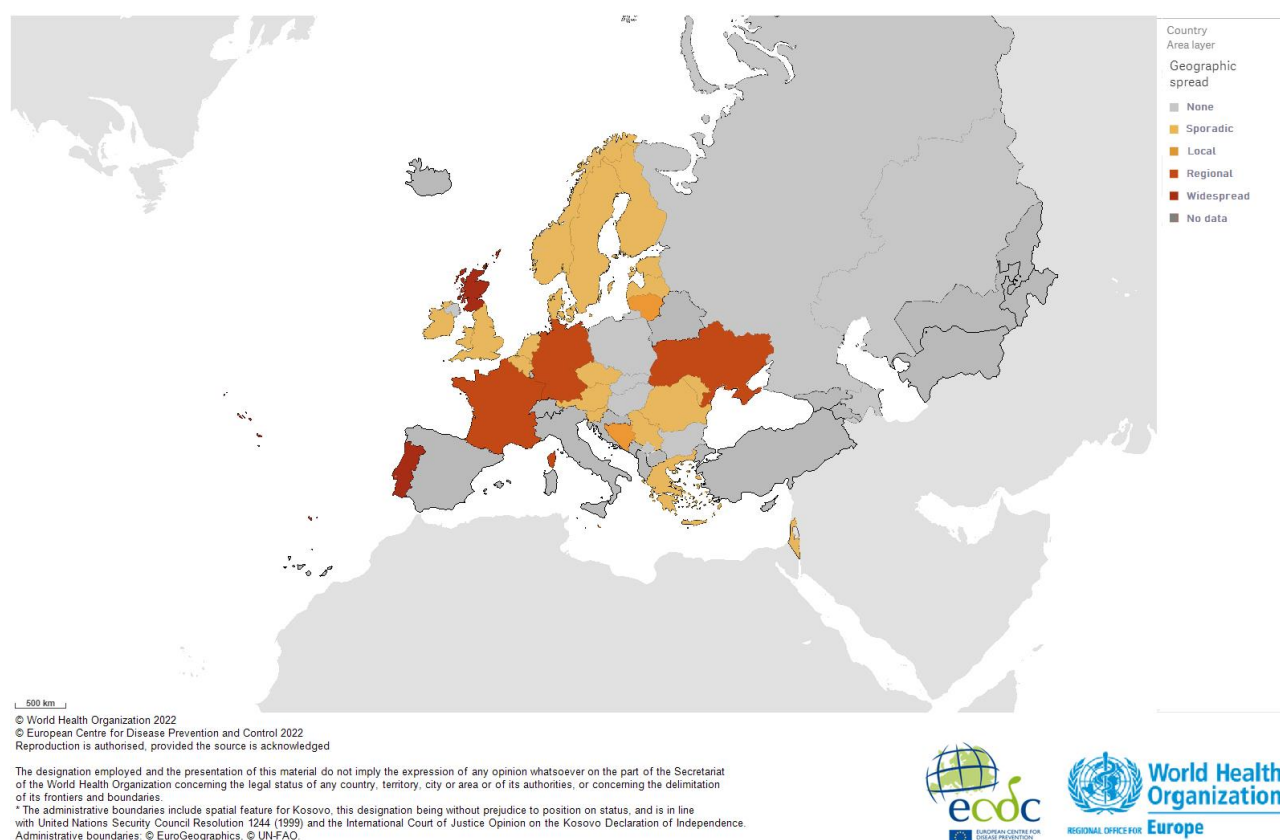 Country
Area layer
Geographic
spread
None
Sporadic
Local
Regional
Widespread
No data
500 km
© World Health Organization 2022
© European Centre for Disease Prevention and Control 2022
Reproduction is authorised, provided the source is acknowledged
The designation employed and the presentation of this material do not imply the expression of any opinion whatsoever on the part of the Secretariat
of the World Health Organization concerning the legal status of any country, territory, city or area or of its authorities, or concerning the delimitation
of its frontiers and boundaries.
* The administrative boundaries include spatial feature for Kosovo, this designation being without prejudice to position on status, and is in line
with United Nations Security Council Resolution 1244 (1999) and the International Court of Justice Opinion on the Kosovo Declaration of Independence.
Administrative boundaries: © EuroGeographics, © UN-FAO.
ecdc
EUROPEAN CENTRE FOR
DISEASE PREVENTION
World Health
Organization
REGIONAL OFFICE FOR Europe